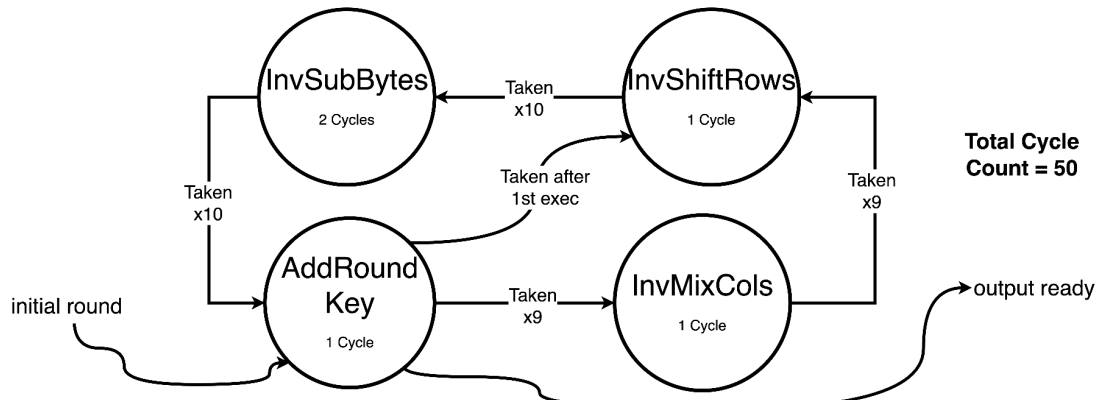 InvSubBytes
2 Cycles
Taken
x10
InvShiftRows
1 Cycle
Total Cycle
Count = 50
Taken
x10
Taken after
1st exec
Taken
x9
initial round
AddRound
Key
1 Cycle
Taken
x9
InvMixCols
1 Cycle
output ready